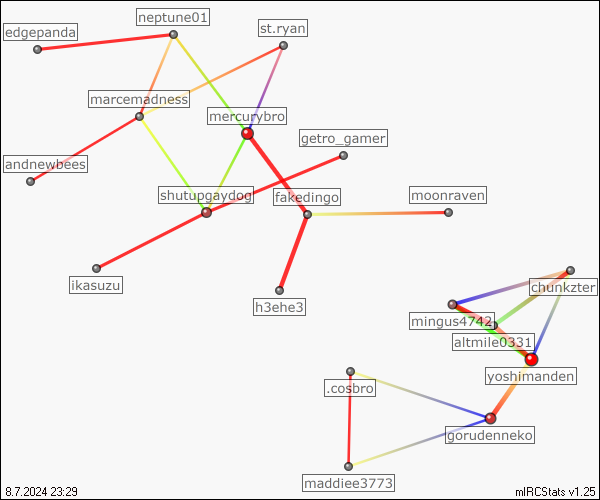 neptune01
edgepanda
st.ryan
marcemadness
mercurybro
getro_gamer
andnewbees
shutupgaydog
fakedingo
moonraven
ikasuzu
h3ehe3
chunkzter
mingus4742
altmile0331
yoshimanden
.cosbro
gorudenneko
maddiee3773
8.7.2024 23:29
mIRCStats v1.25